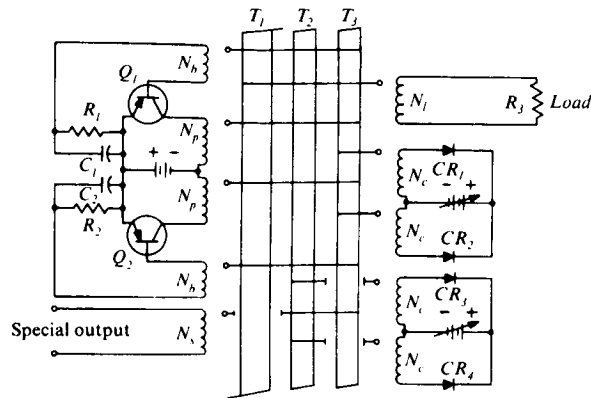 T1 T2 T3
Nb
Q1
Nl
R3 Load
R1
Np
C1
+ -
CR1
Nc
- +
C2
Np
R2
Nc
CR2
Q2
Nb
CR3
Nc
- +
Special output
Ns
Nc
CR4